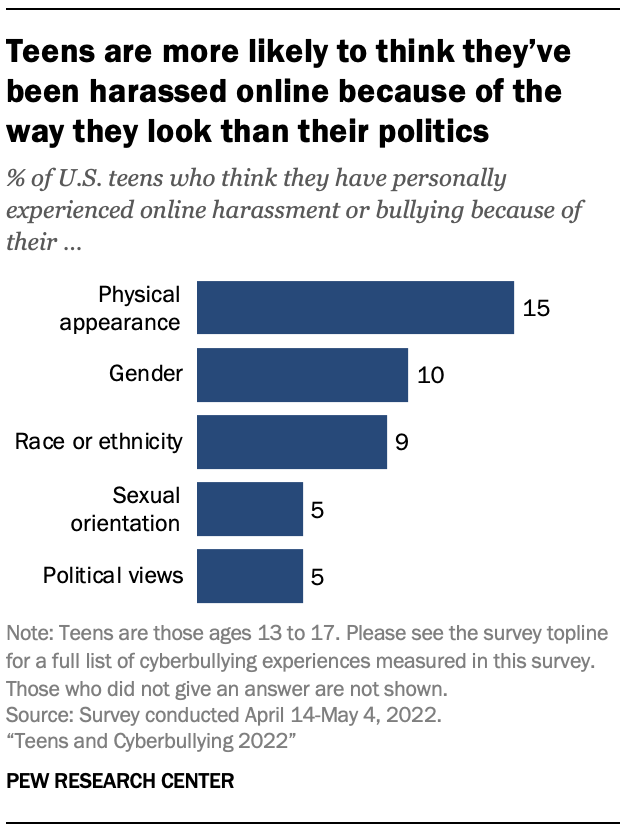 Teens are more likely to think they’ve
been harassed online because of the
way they look than their politics
% of U.S. teens who think they have personally
experienced online harassment or bullying because of
their ...
Physical
appearance
15
Gender
10
Race or ethnicity
9
Sexual
orientation
5
Political views
5
Note: Teens are those ages 13 to 17. Please see the survey topline
for a full list of cyberbullying experiences measured in this survey.
Those who did not give an answer are not shown.
Source: Survey conducted April 14-May 4, 2022.
“Teens and Cyberbullying 2022”
PEW RESEARCH CENTER